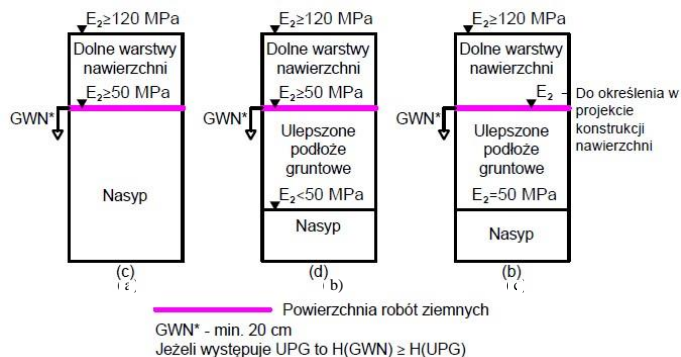 E₂≥120 MPa E₂≥120 MPa E₂≥120 MPa
Dolne warstwy nawierzchni
E₂≥50 MPa
GWN*
Nasyp
(c)
(a)
Dolne warstwy nawierzchni
E₂≥50 MPa
GWN*
Ulepszone
podłoże
gruntowe
E₂<50 MPa
Nasyp
(d)
(b)
Dolne warstwy nawierzchni
E₂ – Do określenia w
projekcie
konstrukcji
nawierzchni
GWN*
Ulepszone
podłoże
gruntowe
E₂=50 MPa
Nasyp
(b)
(c)
Powierzchnia robót ziemnych
GWN* - min. 20 cm
Jeżeli występuje UPG to H(GWN) ≥ H(UPG)